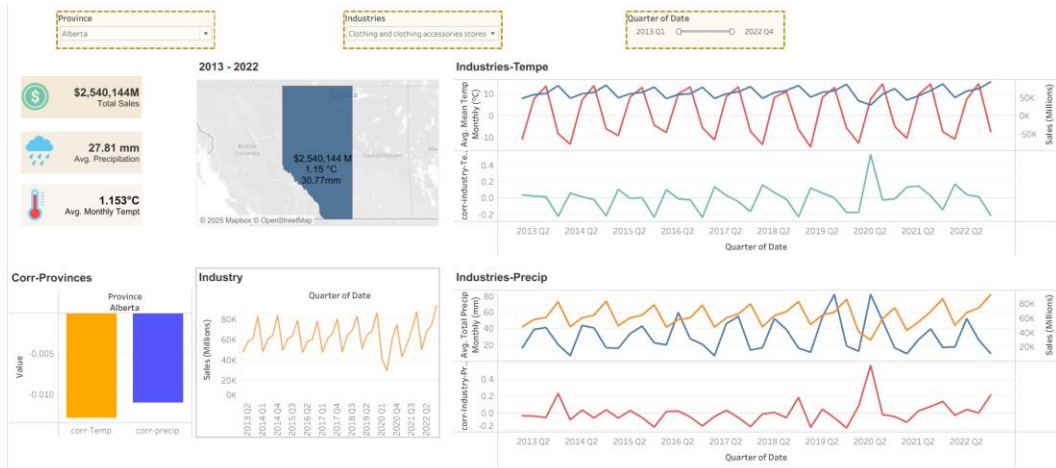 Province
Alberta
Industries
Clothing and clothing accessories stores
Quarter of Date
2013 Q1
2022 Q4
$2,540,144M
Total Sales
27.81 mm
Avg. Precipitation
1.153°C
Avg. Monthly Tempt
2013 - 2022
Canada
British
Columbia
Saskatchewan
$2,540,144 M
1.15 °C
30.77mm
© 2025 Mapbox © OpenStreetMap
Industries-Tempe
Avg. Mean Temp
Monthly (°C)
10
0
-10
50K
0K
-50K
Sales (Millions)
corr-Industry-Te..
0.4
0.2
0.0
-0.2
2013 Q2 2014 Q2 2015 Q2 2016 Q2 2017 Q2 2018 Q2 2019 Q2 2020 Q2 2021 Q2 2022 Q2
Quarter of Date
Corr-Provinces
Province
Alberta
Value
-0.005
-0.010
corr-Temp corr-precip
Industry
Quarter of Date
Sales (Millions)
80K
60K
40K
20K
0K
2013 Q2
2014 Q1
2014 Q4
2015 Q3
2016 Q2
2017 Q1
2017 Q4
2018 Q3
2019 Q2
2020 Q1
2020 Q4
2021 Q3
2022 Q2
Industries-Precip
Avg. Total Precip
Monthly (mm)
80
60
40
20
80K
60K
40K
20K
Sales (Millions)
corr-Industry-Pr..
0.4
0.2
0.0
-0.2
2013 Q2 2014 Q2 2015 Q2 2016 Q2 2017 Q2 2018 Q2 2019 Q2 2020 Q2 2021 Q2 2022 Q2
Quarter of Date